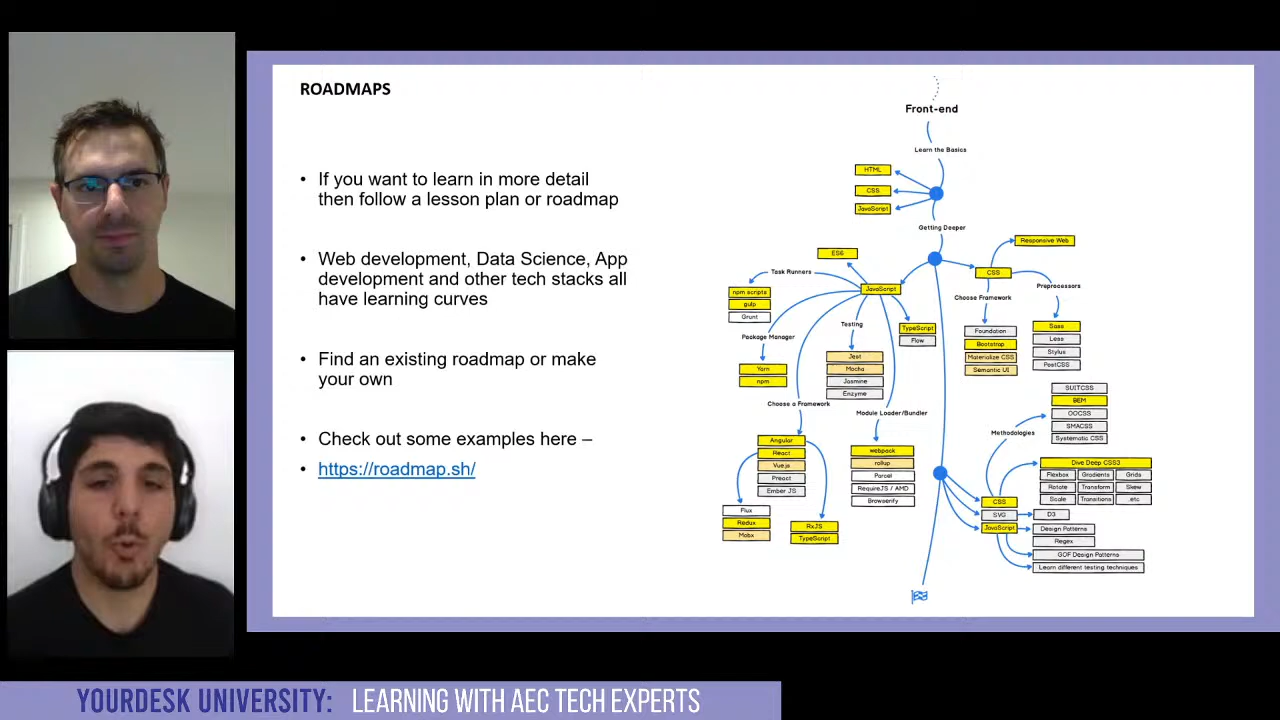 ROADMAPS
• If you want to learn in more detail
then follow a lesson plan or roadmap
• Web development, Data Science, App
development and other tech stacks all
have learning curves
• Find an existing roadmap or make
your own
• Check out some examples here –
• https://roadmap.sh/
Front-end
Learn the Basics
HTML
CSS
JavaScript
Getting Deeper
ES6
Task Runners
JavaScript
npm scripts
gulp
Grunt
Package Manager
Yarn
npm
Testing
Jest
Mocha
Jasmine
Enzyme
TypeScript
Flow
Choose a Framework
Angular
React
Vue.js
Preact
Ember JS
Flux
Redux
Mobx
RxJS
TypeScript
Module Loader/Bundler
webpack
rollup
Parcel
RequireJS / AMD
Browserify
Responsive Web
CSS
Choose Framework
Foundation
Bootstrap
Materialize CSS
Semantic UI
Preprocessors
Sass
Less
Stylus
PostCSS
SUITCSS
BEM
OOCSS
SMACSS
Systematic CSS
Methodologies
Dive Deep CSS3
Flexbox Gradients Grids
Rotate Transform Skew
Scale Transitions .etc
CSS
SVG
D3
JavaScript
Design Patterns
Regex
GOF Design Patterns
Learn different testing techniques
YOURDESK UNIVERSITY: LEARNING WITH AEC TECH EXPERTS